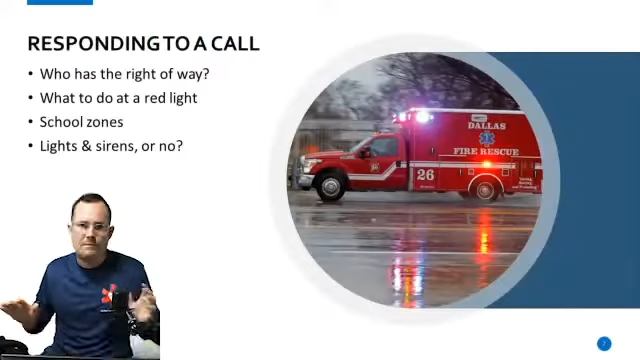 RESPONDING TO A CALL
• Who has the right of way?
• What to do at a red light
• School zones
• Lights & sirens, or no?
DALLAS
FIRE RESCUE
26
7